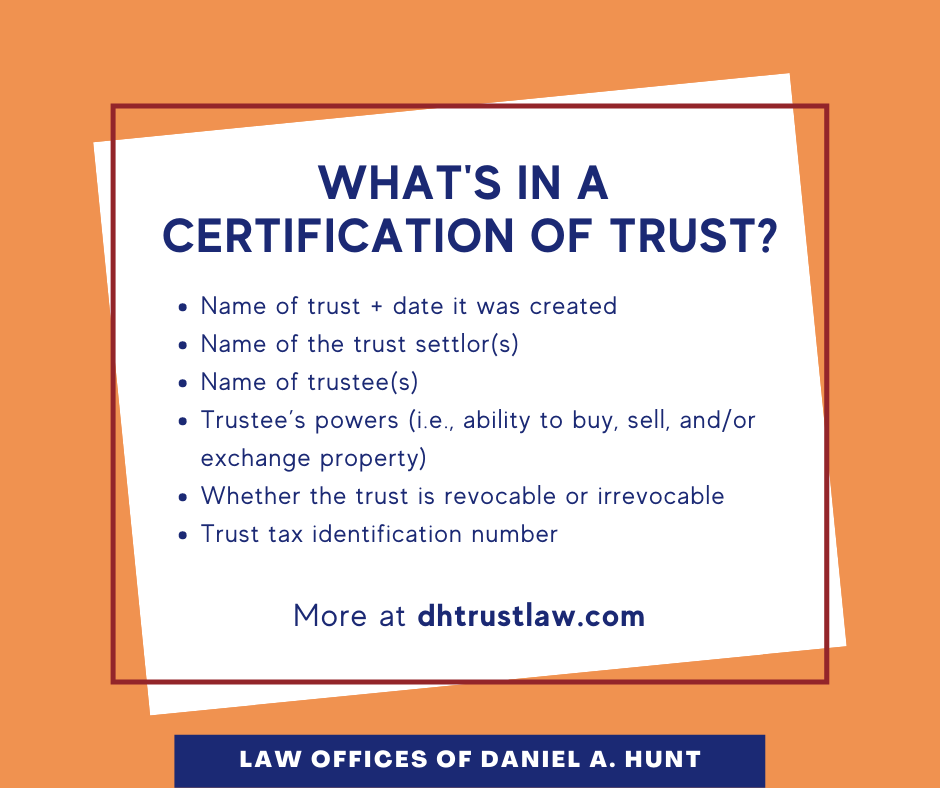 WHAT'S IN A
CERTIFICATION OF TRUST?
• Name of trust + date it was created
• Name of the trust settlor(s)
• Name of trustee(s)
• Trustee’s powers (i.e., ability to buy, sell, and/or
exchange property)
• Whether the trust is revocable or irrevocable
• Trust tax identification number
More at dhtrustlaw.com
LAW OFFICES OF DANIEL A. HUNT